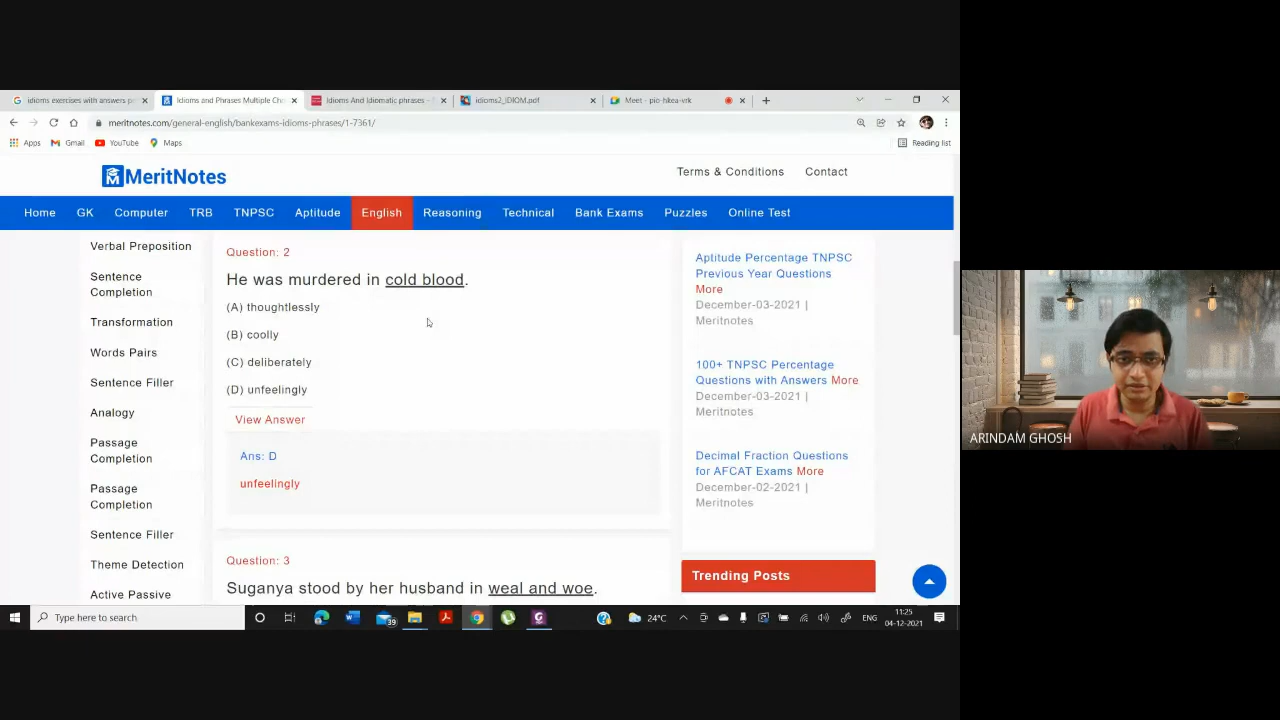 idioms exercises with answers p
Idioms and Phrases Multiple Cho
Idioms And Idiomatic phrases -
idioms2_IDIOM.pdf
Meet - pio-hkea-vrk
meritnotes.com/general-english/bankexams-idioms-phrases/1-7361/
Apps
Gmail
YouTube
Maps
Reading list
MeritNotes
Terms & Conditions
Contact
Home
GK
Computer
TRB
TNPSC
Aptitude
English
Reasoning
Technical
Bank Exams
Puzzles
Online Test
Verbal Preposition
Sentence
Completion
Transformation
Words Pairs
Sentence Filler
Analogy
Passage
Completion
Passage
Completion
Sentence Filler
Theme Detection
Active Passive
Question: 2
He was murdered in cold blood.
(A) thoughtlessly
(B) coolly
(C) deliberately
(D) unfeelingly
View Answer
Ans: D
unfeelingly
Question: 3
Suganya stood by her husband in weal and woe.
Aptitude Percentage TNPSC
Previous Year Questions
More
December-03-2021 |
Meritnotes
100+ TNPSC Percentage
Questions with Answers More
December-03-2021 |
Meritnotes
Decimal Fraction Questions
for AFCAT Exams More
December-02-2021 |
Meritnotes
Trending Posts
ARINDAM GHOSH
Type here to search
39
24°C
ENG
11:25
04-12-2021